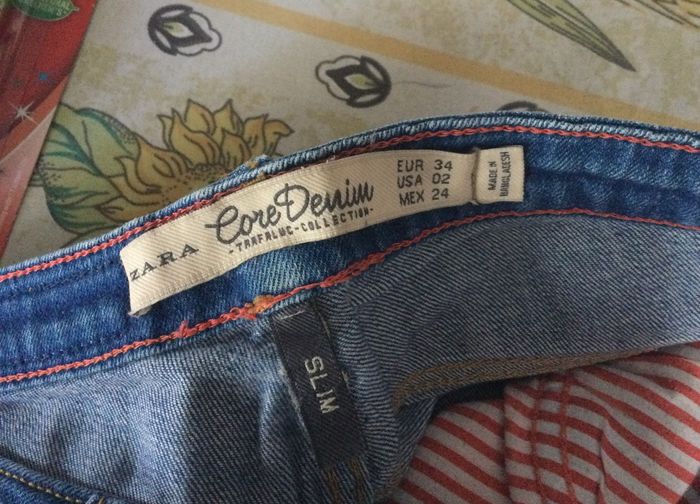 ZARA
Core Denim
-TRAFALUC-COLLECTION-
EUR 34
USA 02
MEX 24
MADE IN
BANGLADESH
SLIM